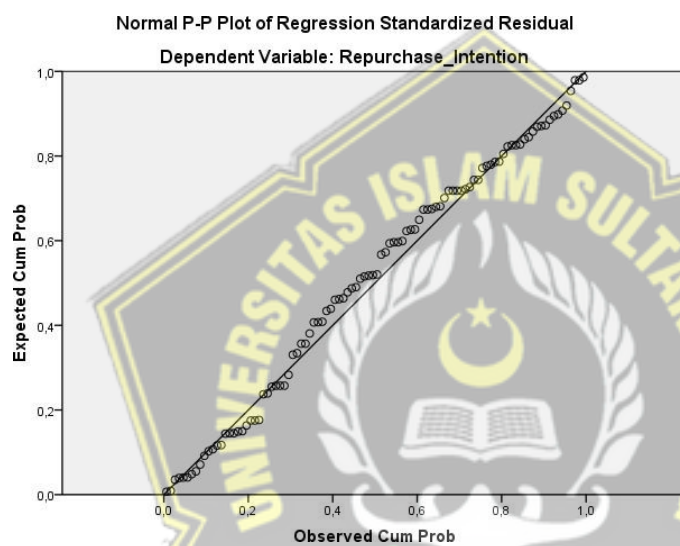 Normal P-P Plot of Regression Standardized Residual
Dependent Variable: Repurchase_Intention
1,0
0,8
0,6
0,4
0,2
0,0
Expected Cum Prob
0,0 0,2 0,4 0,6 0,8 1,0
Observed Cum Prob
UNIVERSITAS ISLAM SULTAN